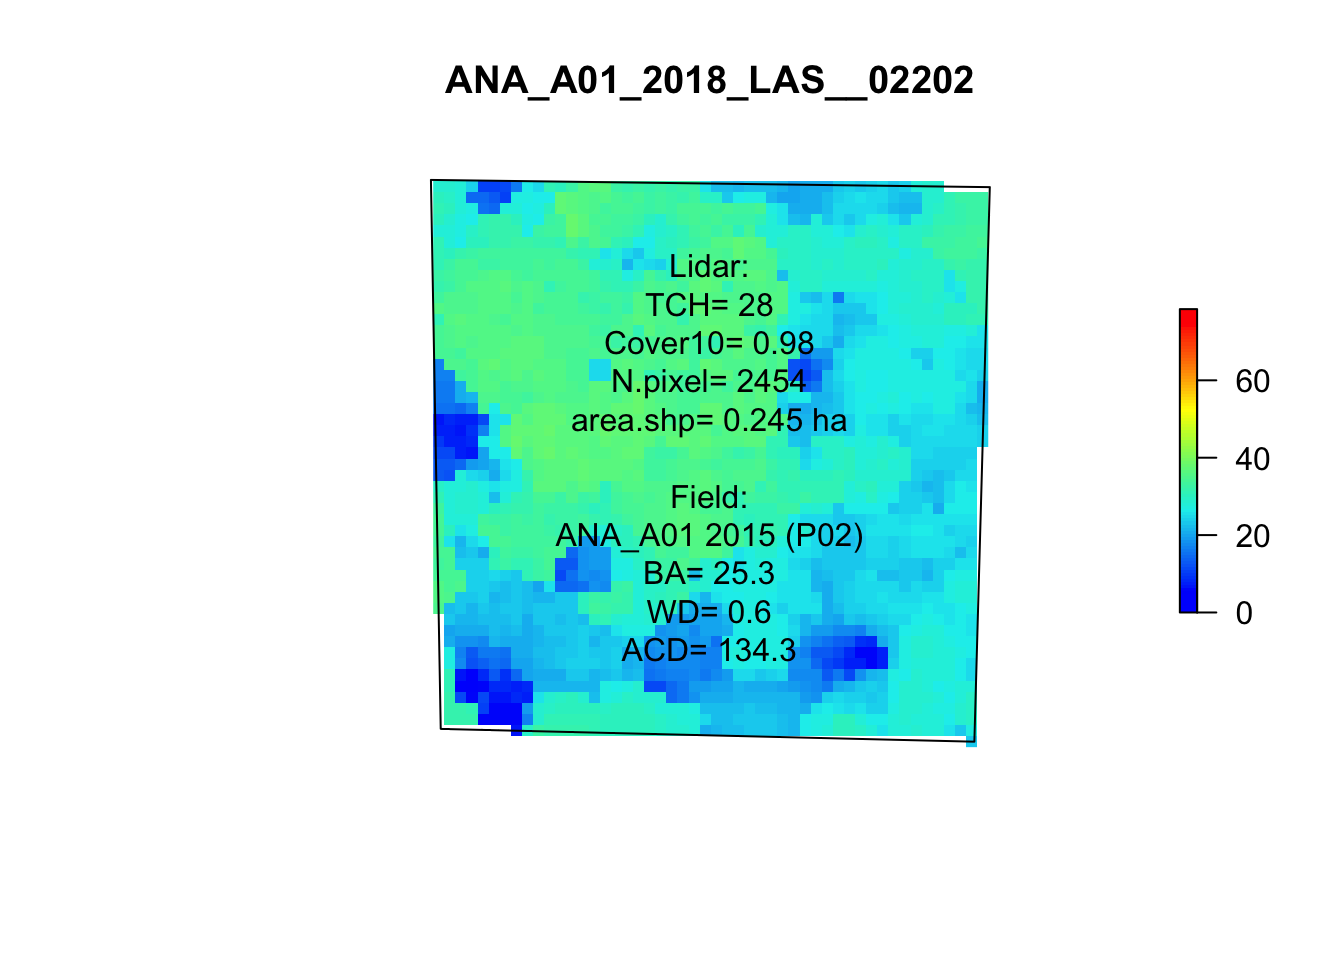 ANA_A01_2018_LAS__02202
Lidar:
TCH= 28
Cover10= 0.98
N.pixel= 2454
area.shp= 0.245 ha
Field:
ANA_A01 2015 (P02)
BA= 25.3
WD= 0.6
ACD= 134.3
60
40
20
0